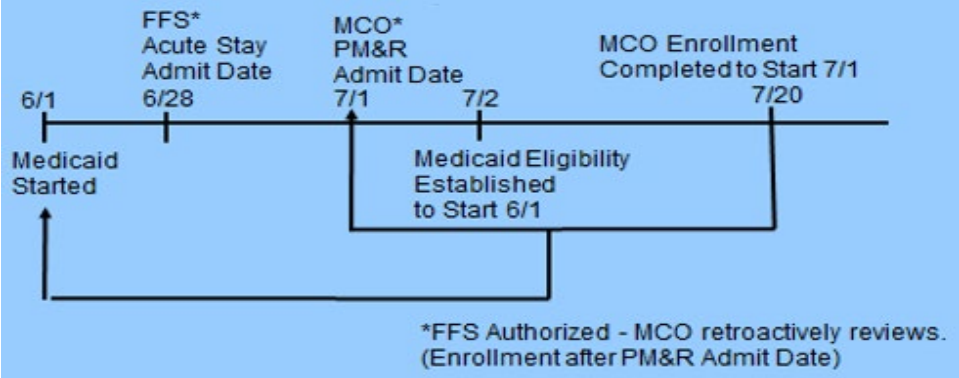 FFS*
Acute Stay
Admit Date
6/28
MCO*
PM&R
Admit Date
7/1
MCO Enrollment
Completed to Start 7/1
7/20
6/1
7/2
Medicaid
Started
Medicaid Eligibility
Established
to Start 6/1
*FFS Authorized - MCO retroactively reviews.
(Enrollment after PM&R Admit Date)